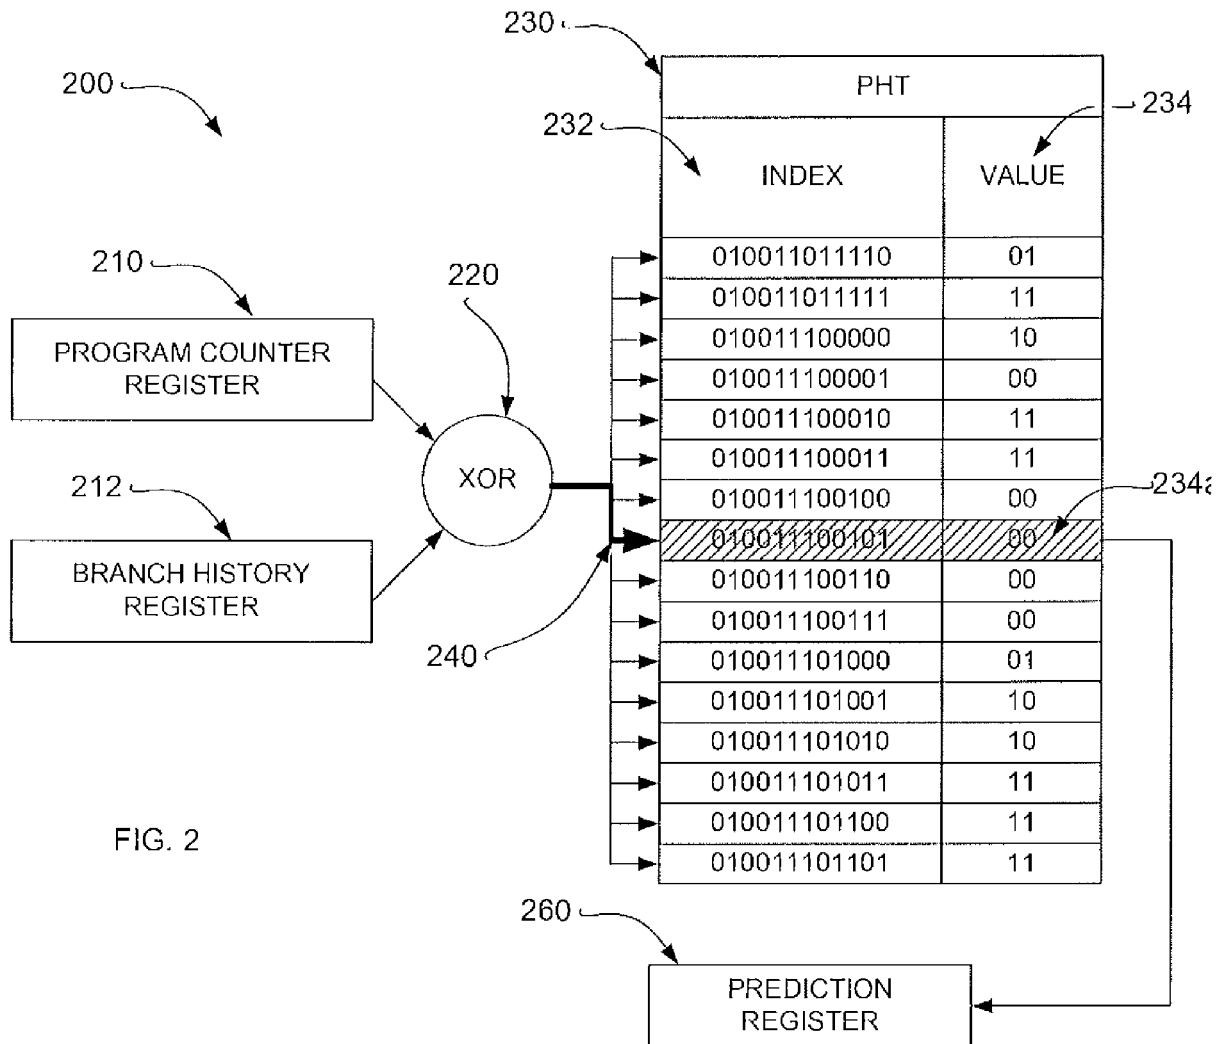 230
200
PHT
234
232
INDEX VALUE
210
220
010011011110 01
010011011111 11
PROGRAM COUNTER
REGISTER
010011100000 10
010011100001 00
010011100010 11
XOR
010011100011 11
212
010011100100 00
234a
010011100101 00
BRANCH HISTORY
REGISTER
010011100110 00
010011100111 00
240
010011101000 01
010011101001 10
010011101010 10
010011101011 11
FIG. 2
010011101100 11
010011101101 11
260
PREDICTION
REGISTER